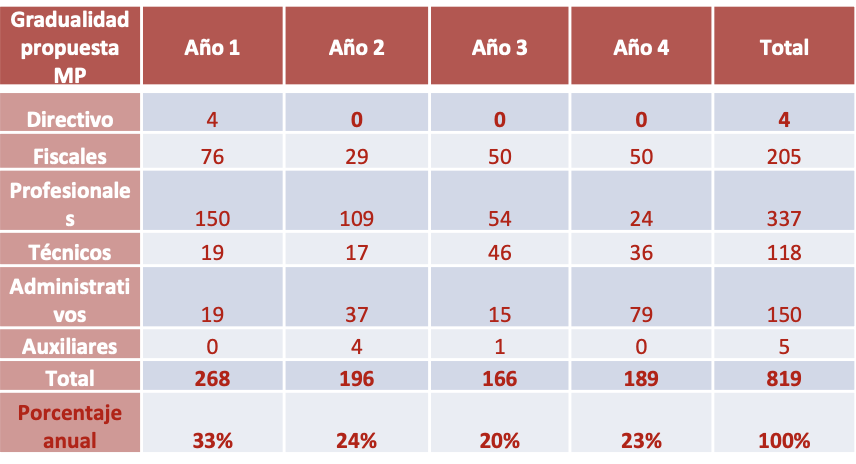 Gradualidad propuesta MP Año 1 Año 2 Año 3 Año 4 Total
Directivo 4 0 0 0 4
Fiscales 76 29 50 50 205
Profesionales 150 109 54 24 337
Técnicos 19 17 46 36 118
Administrativos 19 37 15 79 150
Auxiliares 0 4 1 0 5
Total 268 196 166 189 819
Porcentaje anual 33% 24% 20% 23% 100%